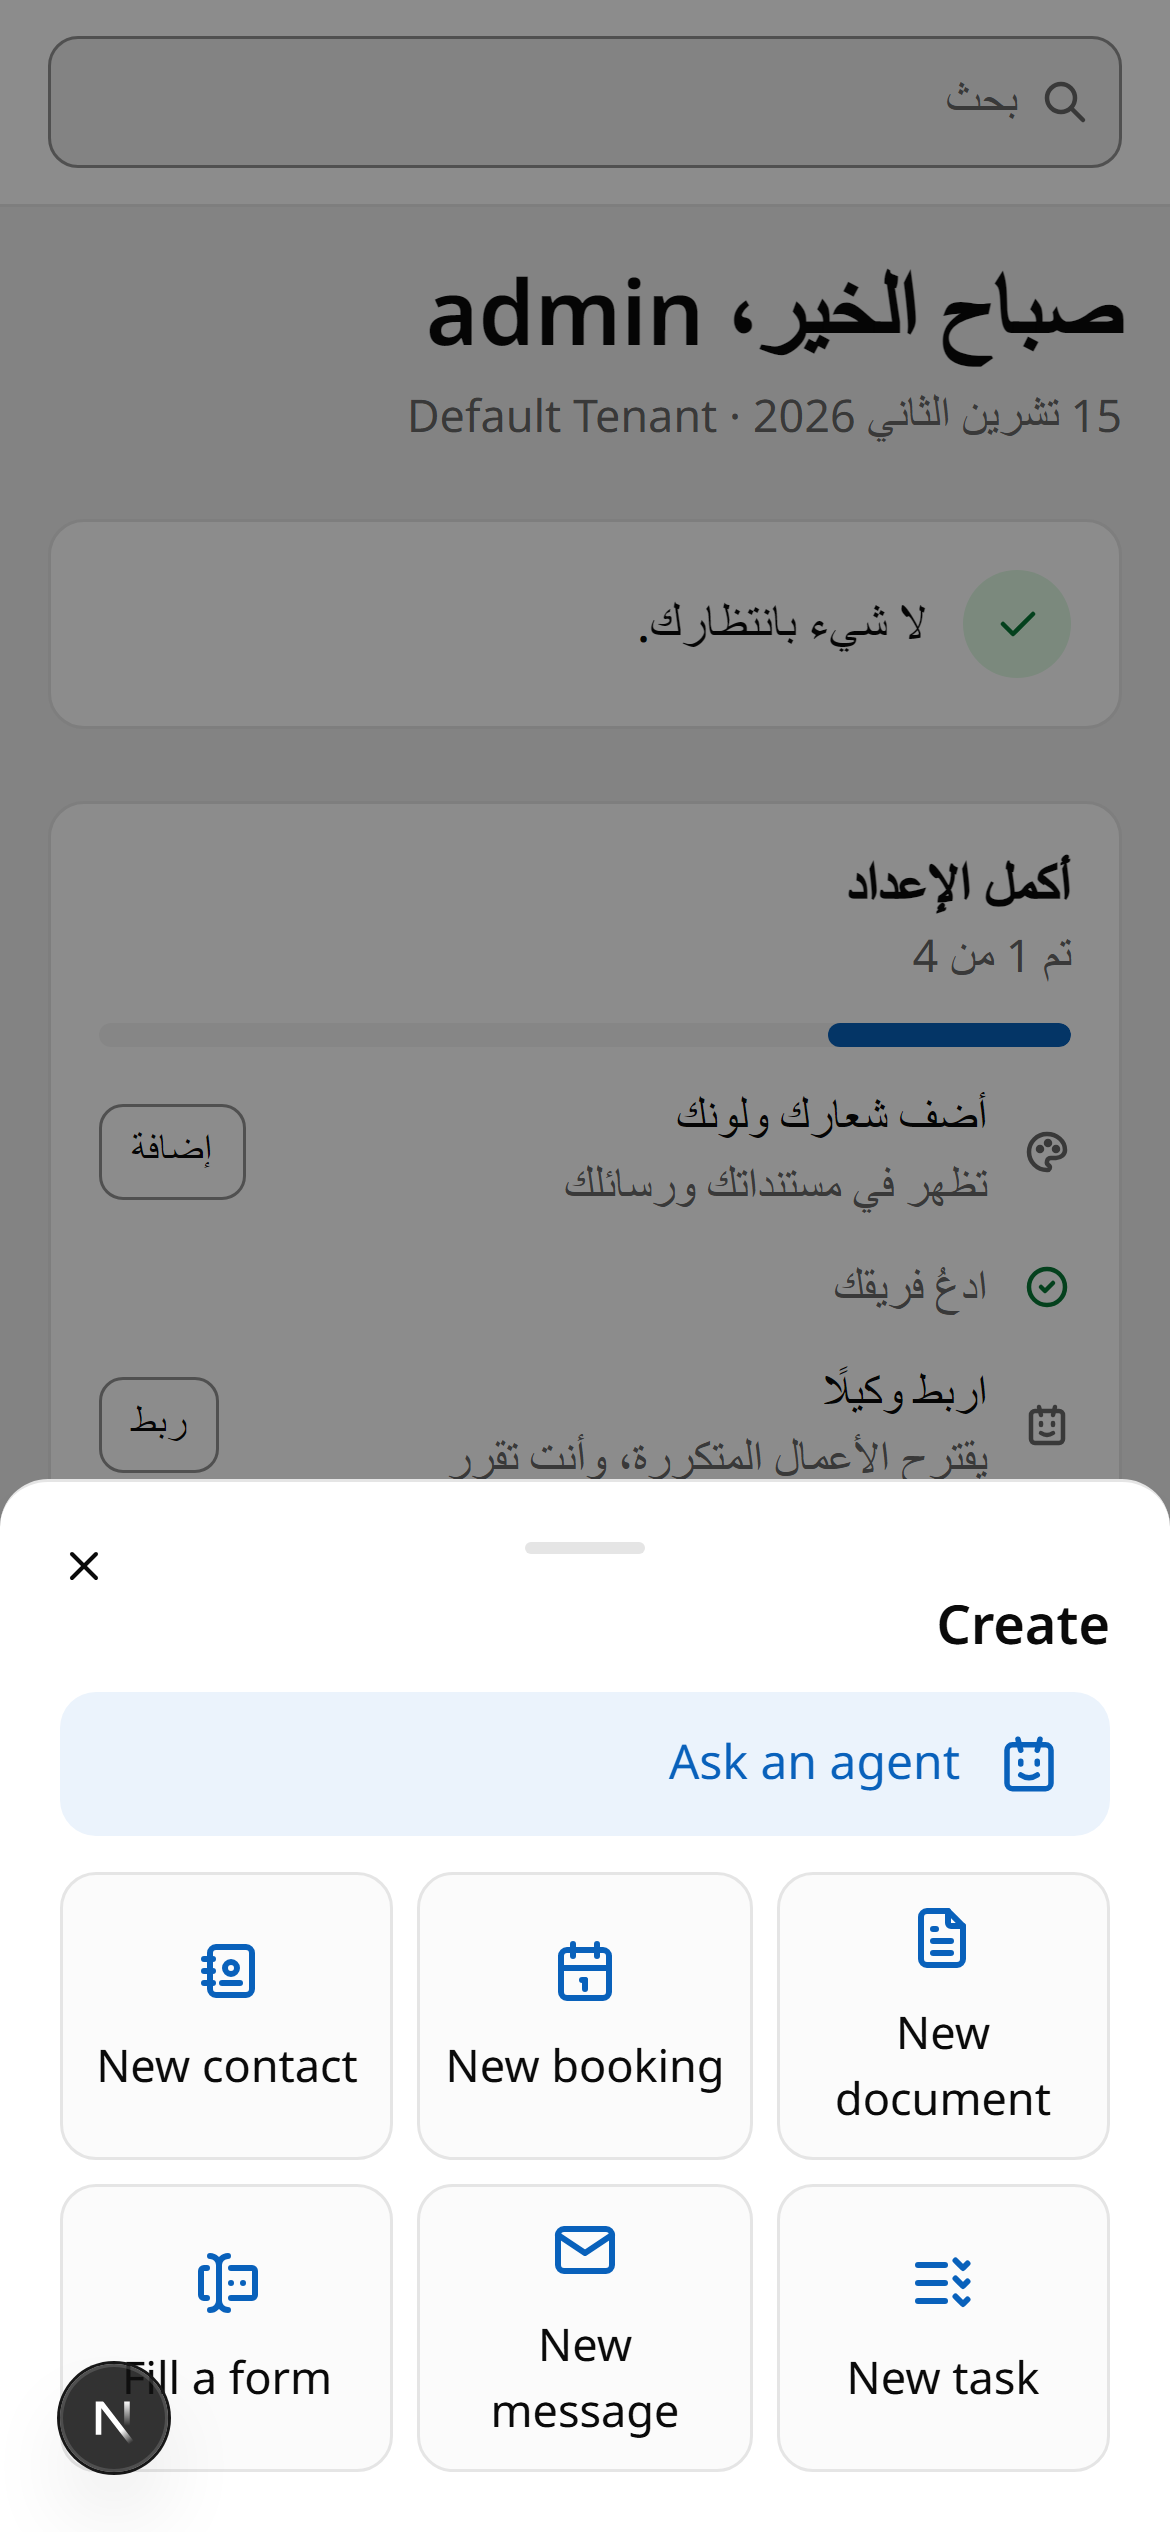 بحث
صباح الخير، admin
15 تشرين الثاني 2026 · Default Tenant
لا شيء بانتظارك.
أكمل الإعداد
تم 1 من 4
أضف شعارك ولونك
تظهر في مستنداتك ورسائلك
إضافة
ادعُ فريقك
اربط وكيلًا
يقترح الأعمال المتكررة، وأنت تقرر
ربط
Create
Ask an agent
New document
New booking
New contact
New task
New message
Fill a form
N